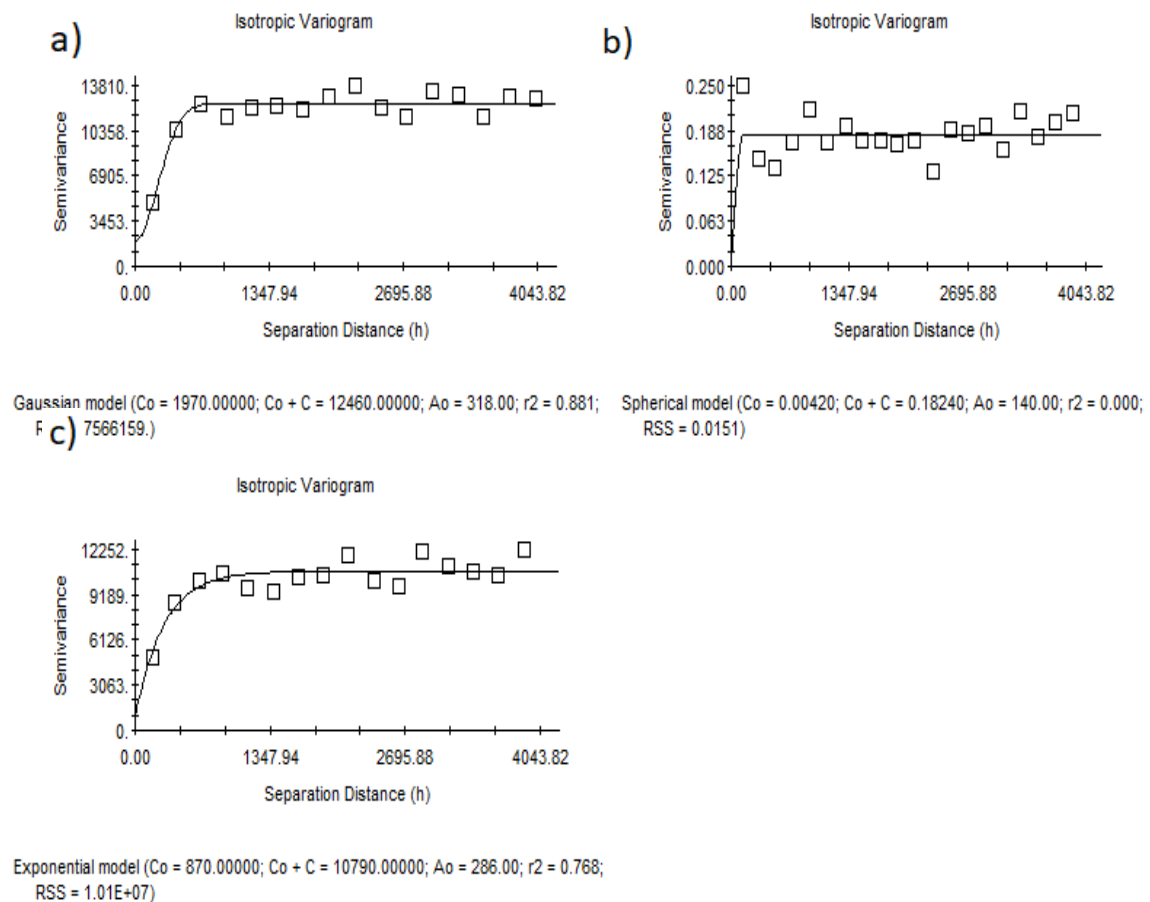 a)
Isotropic Variogram
13810.
10358.
6905.
3453.
0.
Semivariance
0.00 1347.94 2695.88 4043.82
Separation Distance (h)
Gaussian model (Co = 1970.00000; Co + C = 12460.00000; Ao = 318.00; r2 = 0.881;
7566159.)
b)
Isotropic Variogram
0.250
0.188
0.125
0.063
0.000
Semivariance
0.00 1347.94 2695.88 4043.82
Separation Distance (h)
Spherical model (Co = 0.00420; Co + C = 0.18240; Ao = 140.00; r2 = 0.000;
RSS = 0.0151)
c)
Isotropic Variogram
12252.
9189.
6126.
3063.
0.
Semivariance
0.00 1347.94 2695.88 4043.82
Separation Distance (h)
Exponential model (Co = 870.00000; Co + C = 10790.00000; Ao = 286.00; r2 = 0.768;
RSS = 1.01E+07)